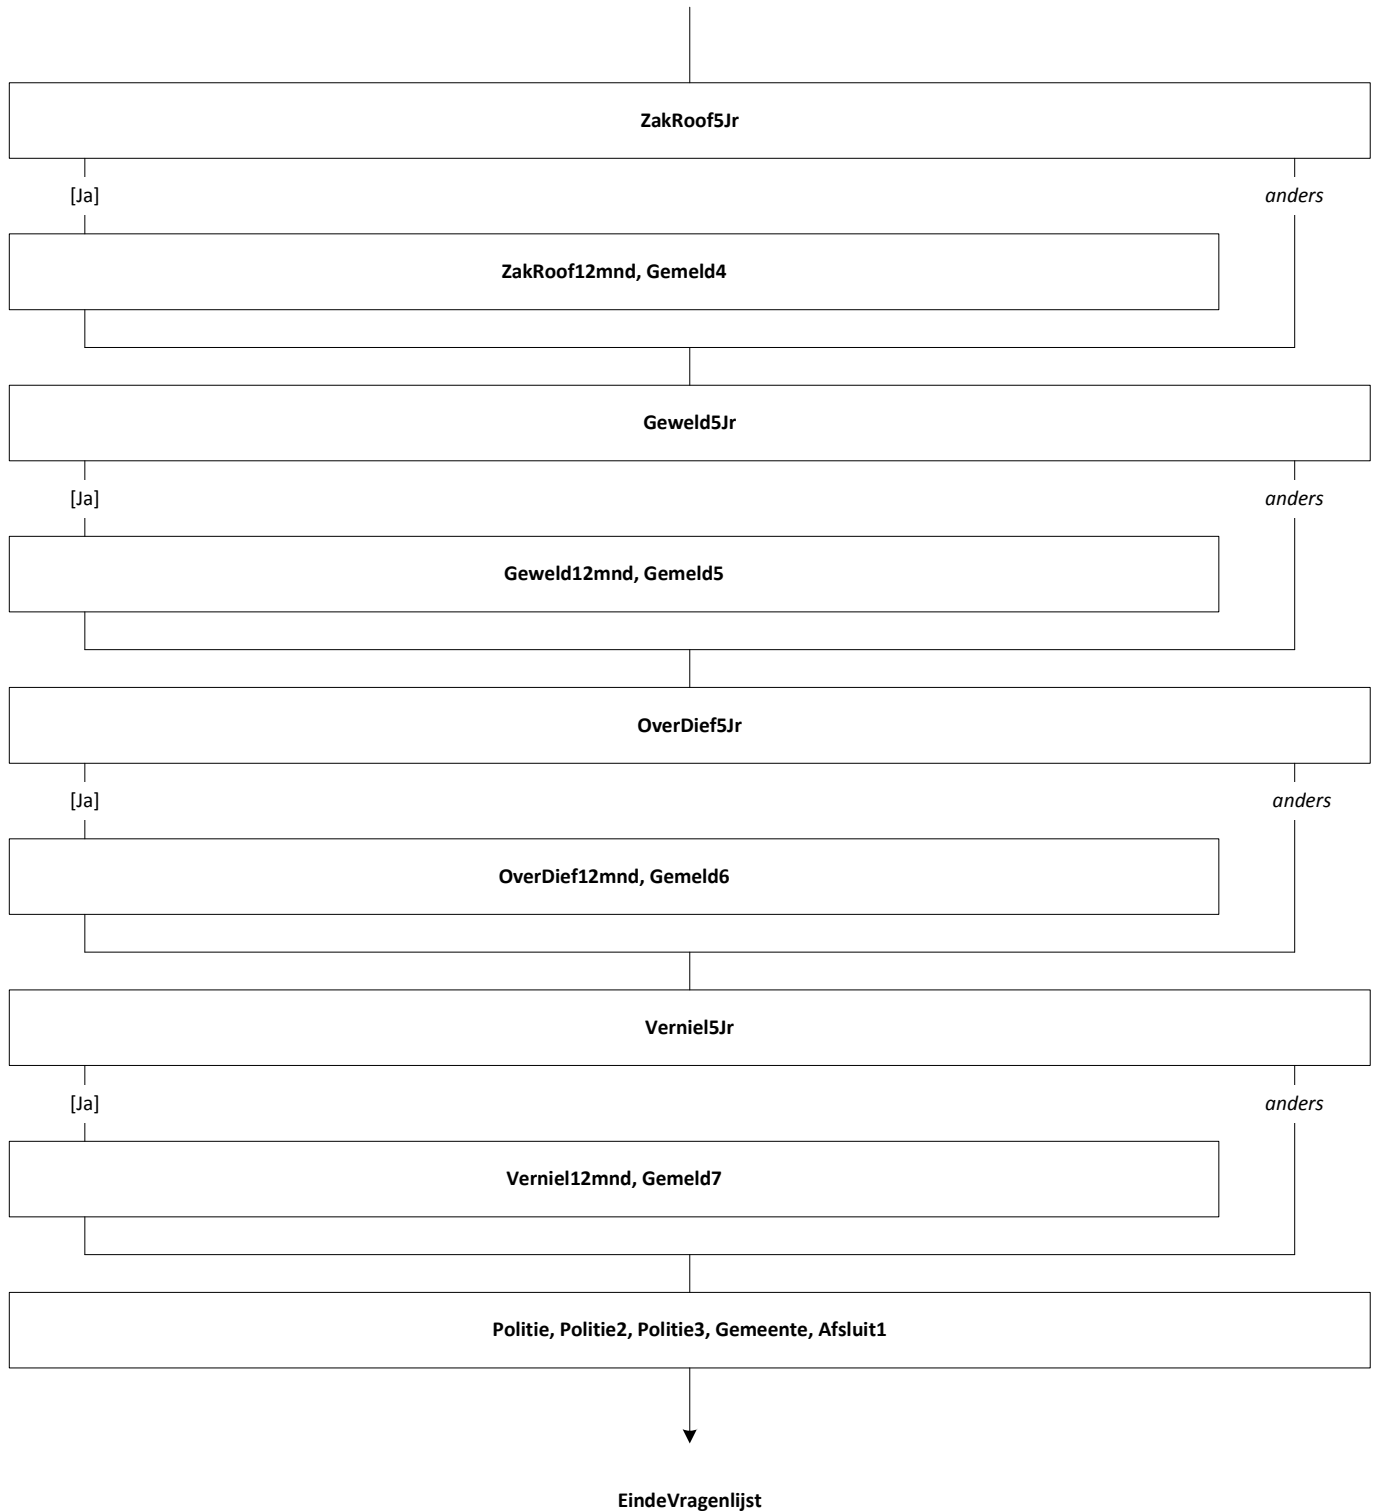 ZakRoof5Jr
[Ja]
anders
ZakRoof12mnd, Gemeld4
Geweld5Jr
[Ja]
anders
Geweld12mnd, Gemeld5
OverDief5Jr
[Ja]
anders
OverDief12mnd, Gemeld6
Verniel5Jr
[Ja]
anders
Verniel12mnd, Gemeld7
Politie, Politie2, Politie3, Gemeente, Afsluit1
EindeVragenlijst